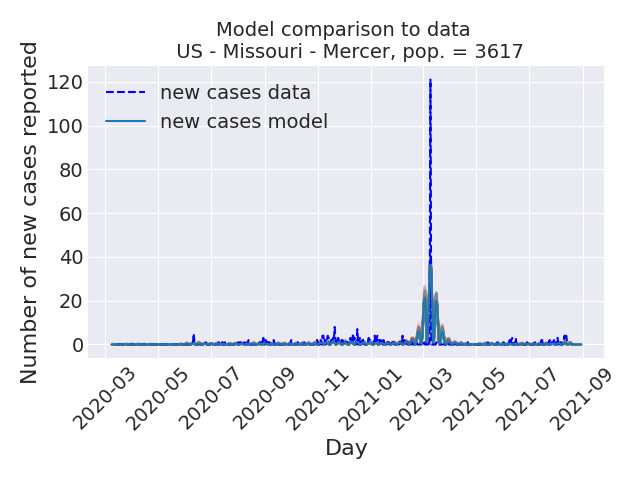 Model comparison to data
US - Missouri - Mercer, pop. = 3617
Number of new cases reported
120
100
80
60
40
20
0
new cases data
new cases model
2020-03
2020-05
2020-07
2020-09
2020-11
2021-01
2021-03
2021-05
2021-07
2021-09
Day